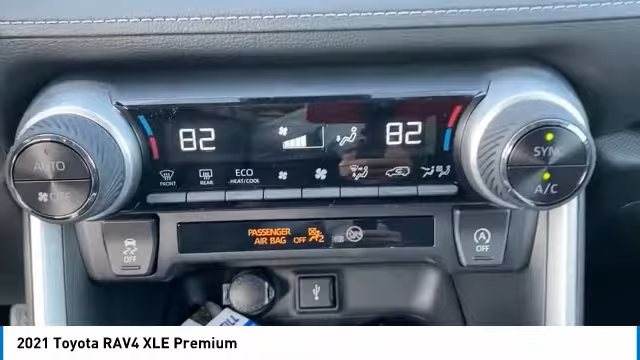 82
82
AUTO
OFF
FRONT
REAR
ECO
HEAT/COOL
SYNC
A/C
OFF
PASSENGER
AIR BAG OFF 2
OFF
2021 Toyota RAV4 XLE Premium